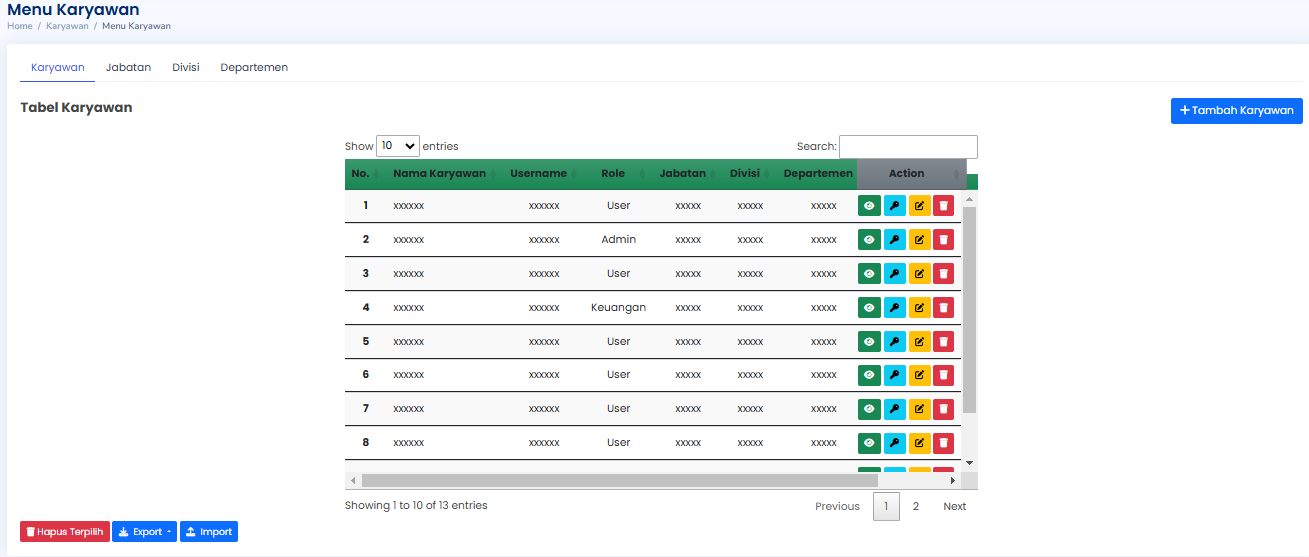 Menu Karyawan
Home / Karyawan / Menu Karyawan
Karyawan Jabatan Divisi Departemen
Tabel Karyawan
+ Tambah Karyawan
Show 10 entries Search:
No. Nama Karyawan Username Role Jabatan Divisi Departemen Action
1 xxxxxx xxxxxx User xxxxx xxxxx xxxxx
2 xxxxxx xxxxxx Admin xxxxx xxxxx xxxxx
3 xxxxxx xxxxxx User xxxxx xxxxx xxxxx
4 xxxxxx xxxxxx Keuangan xxxxx xxxxx xxxxx
5 xxxxxx xxxxxx User xxxxx xxxxx xxxxx
6 xxxxxx xxxxxx User xxxxx xxxxx xxxxx
7 xxxxxx xxxxxx User xxxxx xxxxx xxxxx
8 xxxxxx xxxxxx User xxxxx xxxxx xxxxx
Showing 1 to 10 of 13 entries Previous 1 2 Next
Hapus Terpilih Export Import